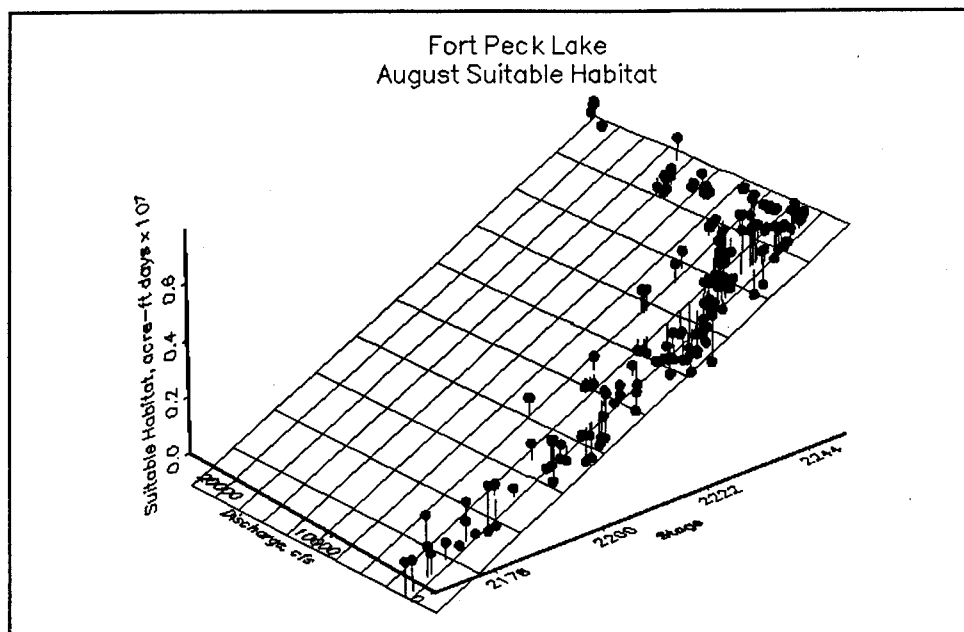 Fort Peck Lake
August Suitable Habitat
Suitable Habitat, acre-ft days x 107
0.6
0.4
0.2
0.0
20000
10000
0
Discharge, cfs
2178
2200
2222
2244
Stage